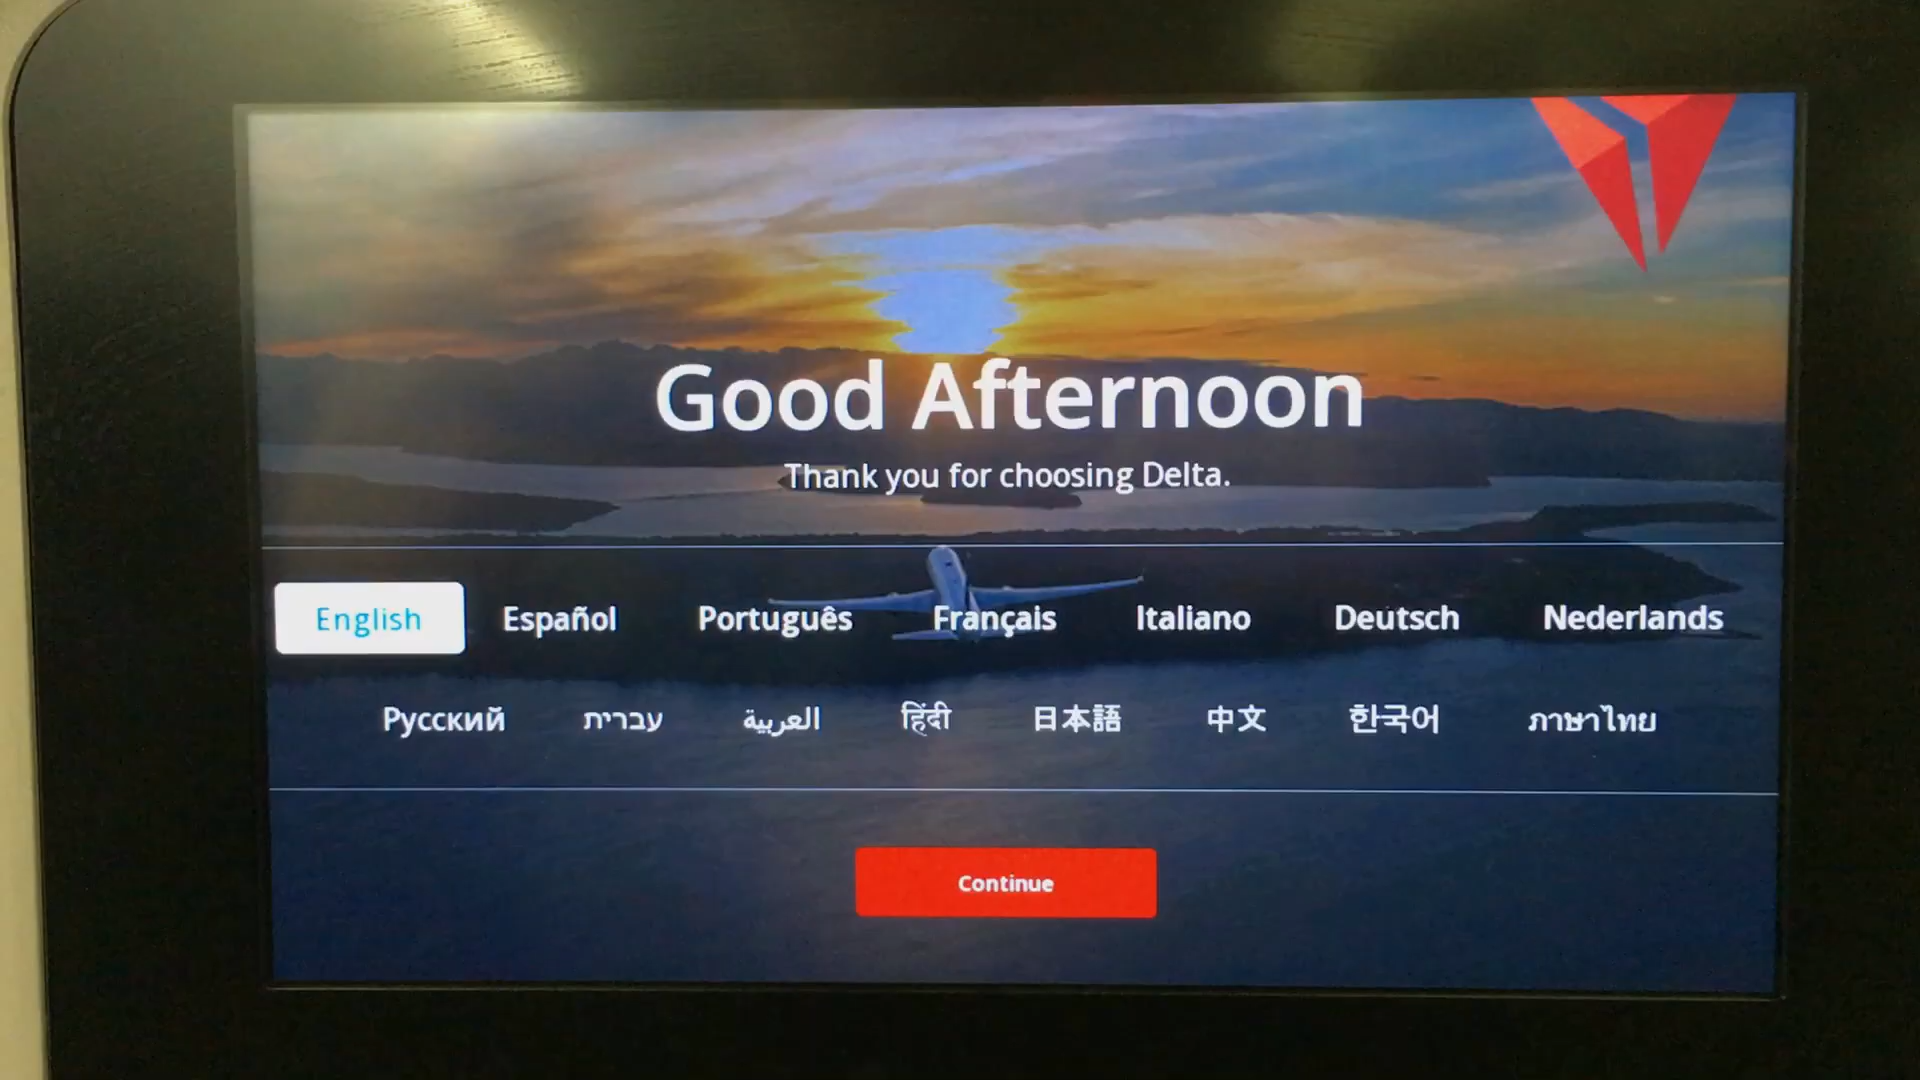 Good Afternoon
Thank you for choosing Delta.
English Español Português Français Italiano Deutsch Nederlands
Русский עברית العربية हिंदी 日本語 中文 한국어 ภาษาไทย
Continue